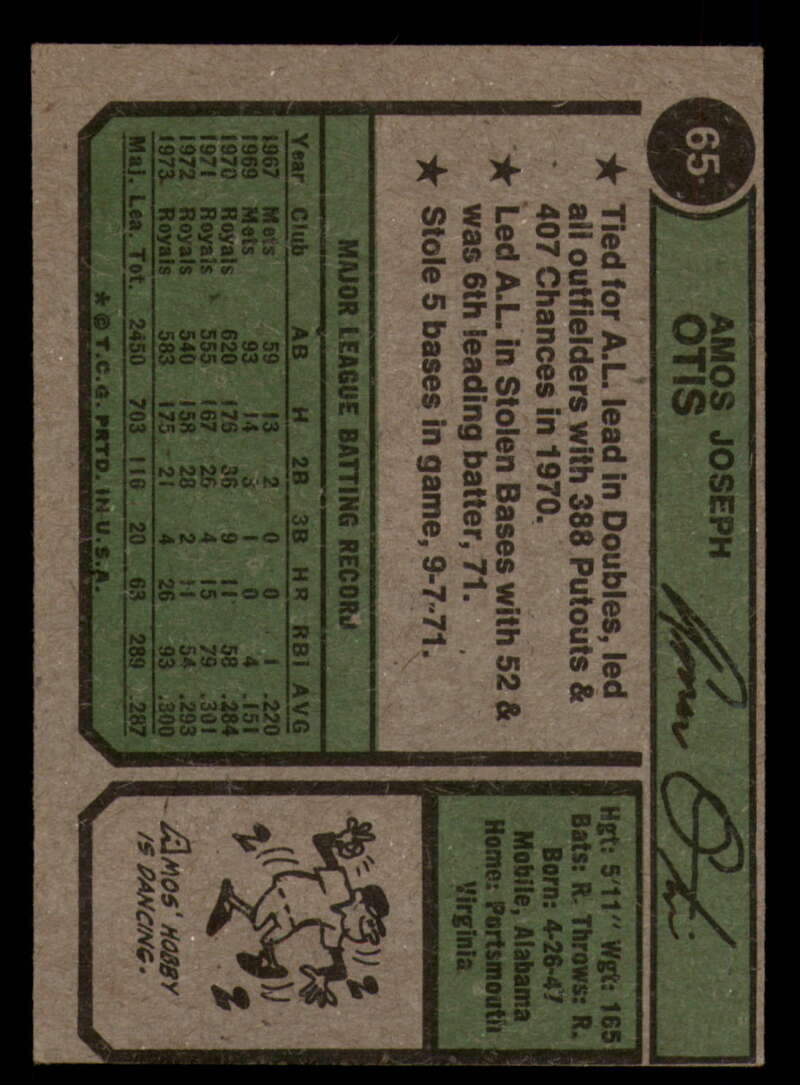 65
AMOS JOSEPH
OTIS
Amos Otis
★ Tied for A.L. lead in Doubles, led
all outfielders with 388 Putouts &
407 Chances in 1970.
★ Led A.L. in Stolen Bases with 52 &
was 6th leading batter, 71.
★ Stole 5 bases in game, 9-7-71.
Hgt: 5'11" Wgt: 165
Bats: R. Throws: R.
Born: 4-26-47
Mobile, Alabama
Home: Portsmouth
Virginia
MAJOR LEAGUE BATTING RECORD
Year Club AB H 2B 3B HR RBI AVG
1967 Mets 59 13 2 0 0 1 .220
1969 Mets 93 14 3 1 0 4 .151
1970 Royals 620 176 36 9 11 58 .284
1971 Royals 555 167 26 4 15 79 .301
1972 Royals 540 158 28 2 11 54 .293
1973 Royals 583 175 21 4 26 93 .300
Maj. Lea. Tot. 2450 703 116 20 63 289 .287
* © T.C.G. PRTD. IN U.S.A.
AMOS' HOBBY
IS DANCING.